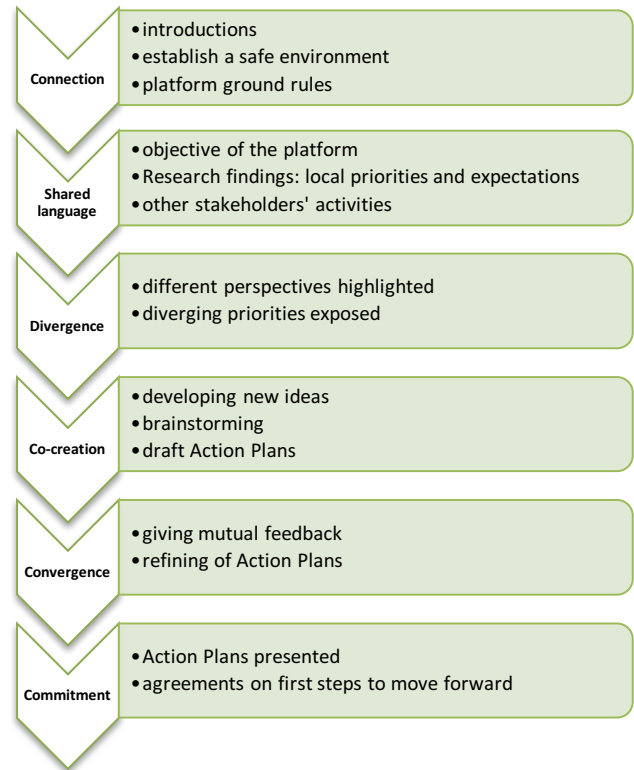 Connection
•introductions
•establish a safe environment
•platform ground rules
Shared
language
•objective of the platform
•Research findings: local priorities and expectations
•other stakeholders' activities
Divergence
•different perspectives highlighted
•diverging priorities exposed
Co-creation
•developing new ideas
•brainstorming
•draft Action Plans
Convergence
•giving mutual feedback
•refining of Action Plans
Commitment
•Action Plans presented
•agreements on first steps to move forward